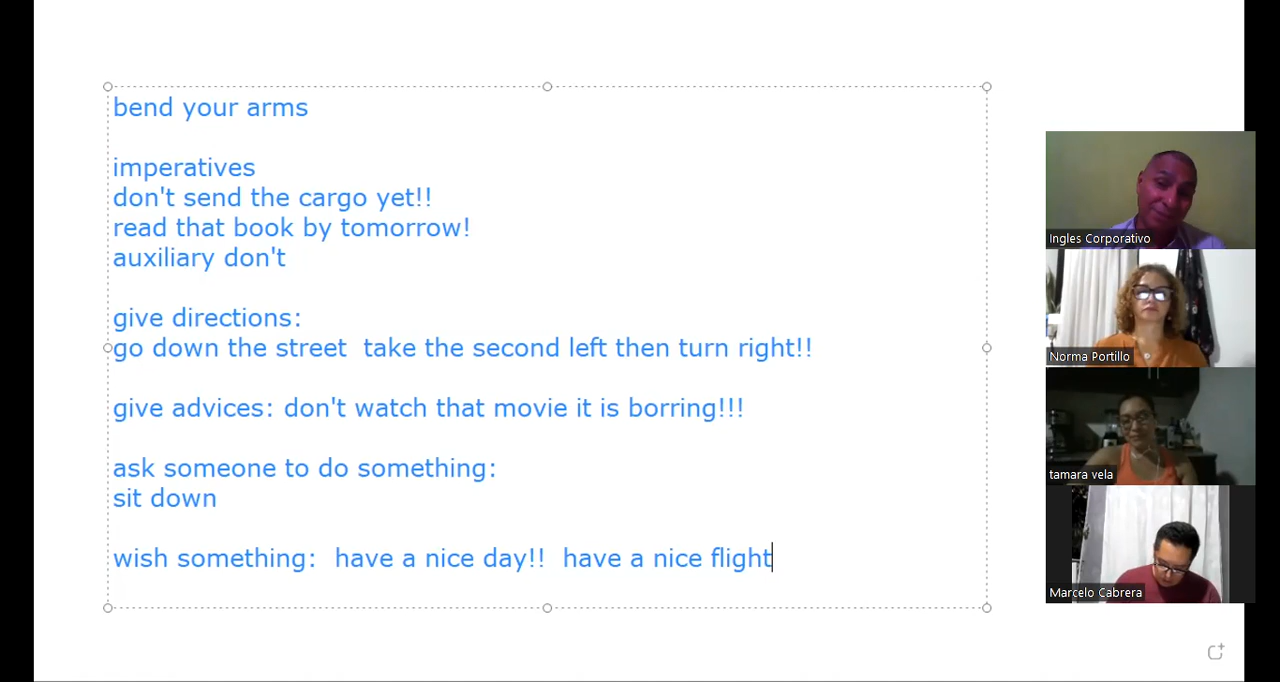 bend your arms
imperatives
don't send the cargo yet!!
read that book by tomorrow!
auxiliary don't
give directions:
go down the street  take the second left then turn right!!
give advices: don't watch that movie it is borring!!!
ask someone to do something:
sit down
wish something:  have a nice day!!  have a nice flight
Ingles Corporativo
Norma Portillo
tamara vela
Marcelo Cabrera